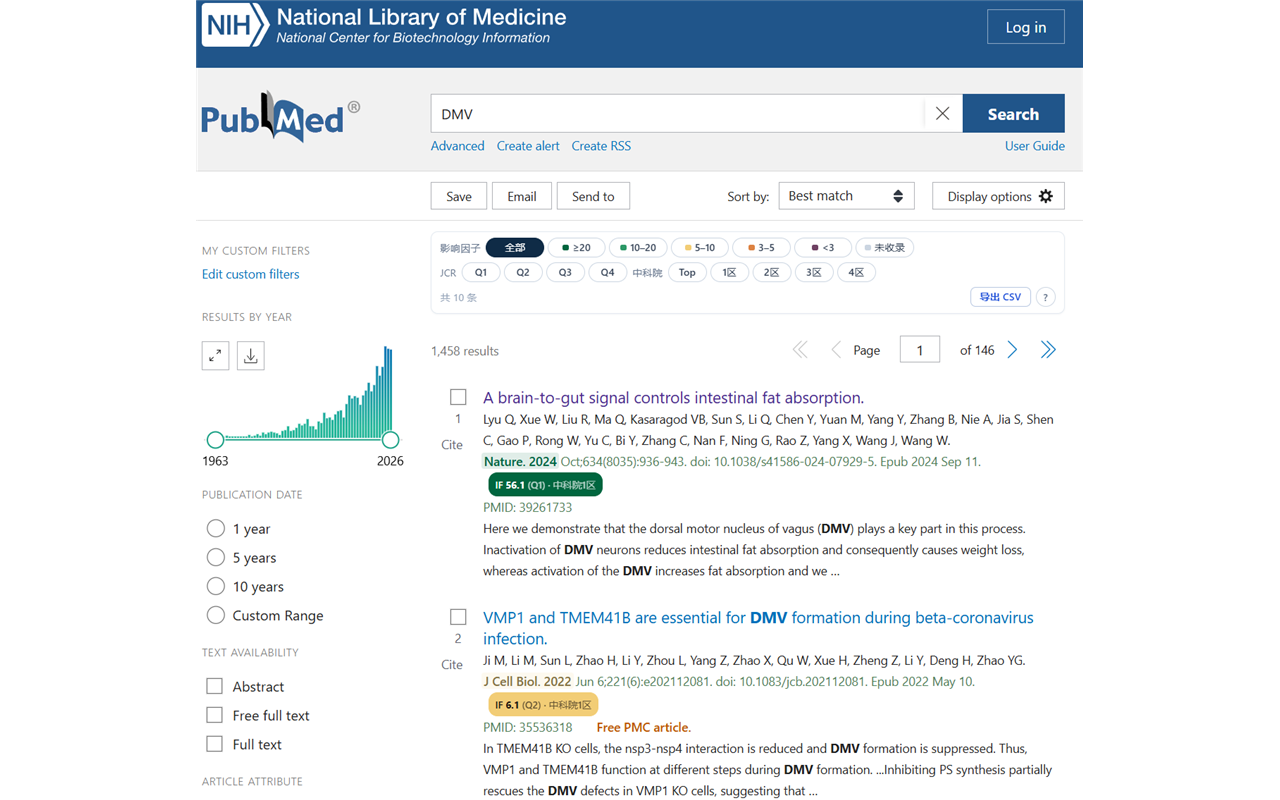 NIH National Library of Medicine
National Center for Biotechnology Information
Log in
PubMed®
DMV
Search
Advanced Create alert Create RSS User Guide
Save Email Send to Sort by: Best match Display options
MY CUSTOM FILTERS
Edit custom filters
RESULTS BY YEAR
1963 2026
PUBLICATION DATE
1 year
5 years
10 years
Custom Range
TEXT AVAILABILITY
Abstract
Free full text
Full text
ARTICLE ATTRIBUTE
影响因子 全部 ≥20 10–20 5–10 3–5 <3 未收录
JCR Q1 Q2 Q3 Q4 中科院 Top 1区 2区 3区 4区
共 10 条 导出 CSV ?
1,458 results Page 1 of 146
1
Cite
A brain-to-gut signal controls intestinal fat absorption.
Lyu Q, Xue W, Liu R, Ma Q, Kasaragod VB, Sun S, Li Q, Chen Y, Yuan M, Yang Y, Zhang B, Nie A, Jia S, Shen
C, Gao P, Rong W, Yu C, Bi Y, Zhang C, Nan F, Ning G, Rao Z, Yang X, Wang J, Wang W.
Nature. 2024 Oct;634(8035):936-943. doi: 10.1038/s41586-024-07929-5. Epub 2024 Sep 11.
IF 56.1 (Q1) · 中科院1区
PMID: 39261733
Here we demonstrate that the dorsal motor nucleus of vagus (DMV) plays a key part in this process.
Inactivation of DMV neurons reduces intestinal fat absorption and consequently causes weight loss,
whereas activation of the DMV increases fat absorption and we ...
2
Cite
VMP1 and TMEM41B are essential for DMV formation during beta-coronavirus
infection.
Ji M, Li M, Sun L, Zhao H, Li Y, Zhou L, Yang Z, Zhao X, Qu W, Xue H, Zheng Z, Li Y, Deng H, Zhao YG.
J Cell Biol. 2022 Jun 6;221(6):e202112081. doi: 10.1083/jcb.202112081. Epub 2022 May 10.
IF 6.1 (Q2) · 中科院1区
PMID: 35536318 Free PMC article.
In TMEM41B KO cells, the nsp3-nsp4 interaction is reduced and DMV formation is suppressed. Thus,
VMP1 and TMEM41B function at different steps during DMV formation. ...Inhibiting PS synthesis partially
rescues the DMV defects in VMP1 KO cells, suggesting that ...